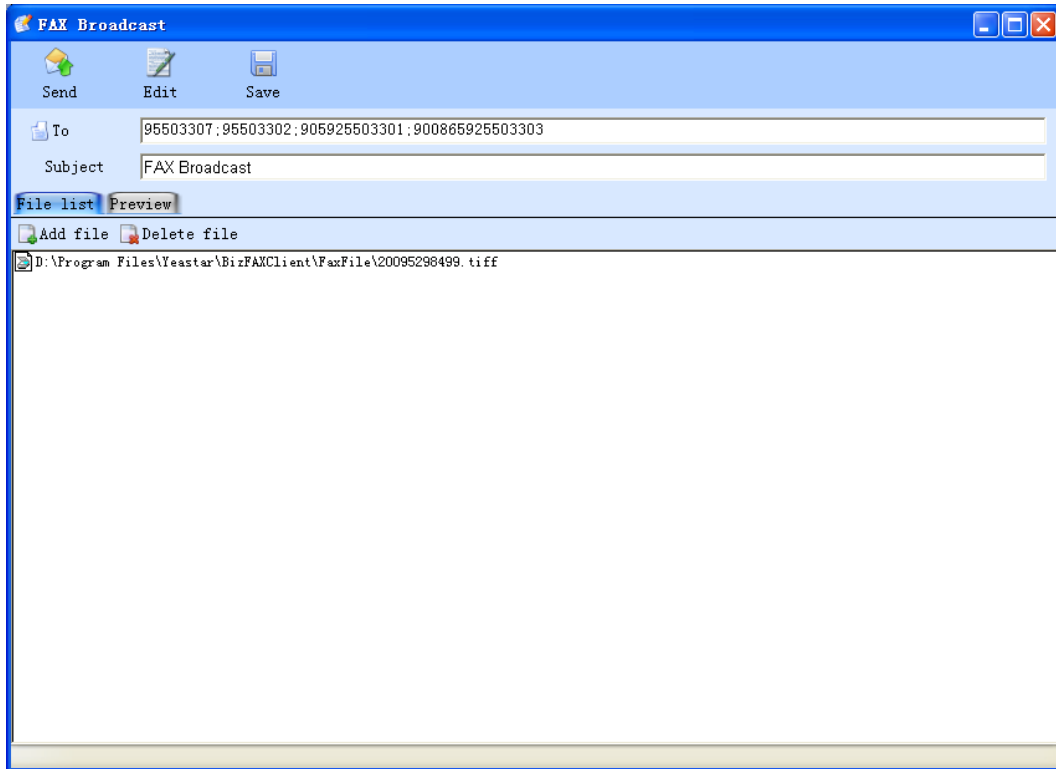 FAX Broadcast
Send Edit Save
To 95503307;95503302;905925503301;900865925503303
Subject FAX Broadcast
File list Preview
Add file Delete file
D:\Program Files\Yeastar\BizFAXClient\FaxFile\20095298499.tiff